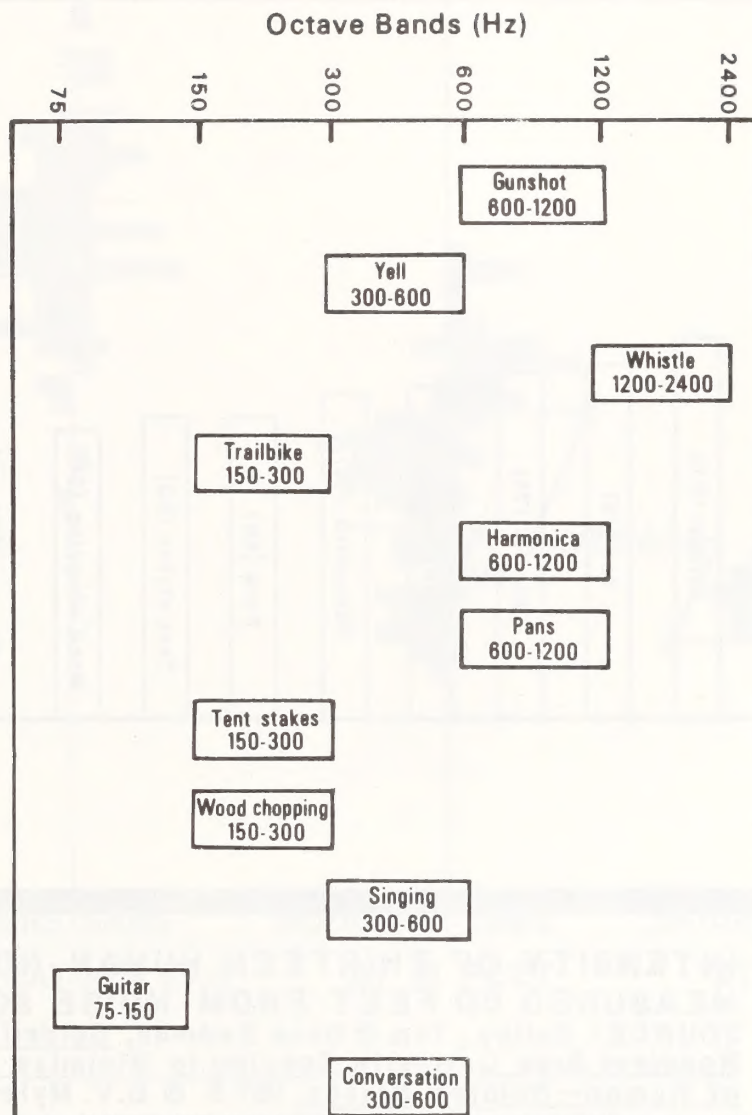 Octave Bands (Hz)
75
150
300
600
1200
2400
Gunshot
600-1200
Yell
300-600
Whistle
1200-2400
Trailbike
150-300
Harmonica
600-1200
Pans
600-1200
Tent stakes
150-300
Wood chopping
150-300
Singing
300-600
Guitar
75-150
Conversation
300-600